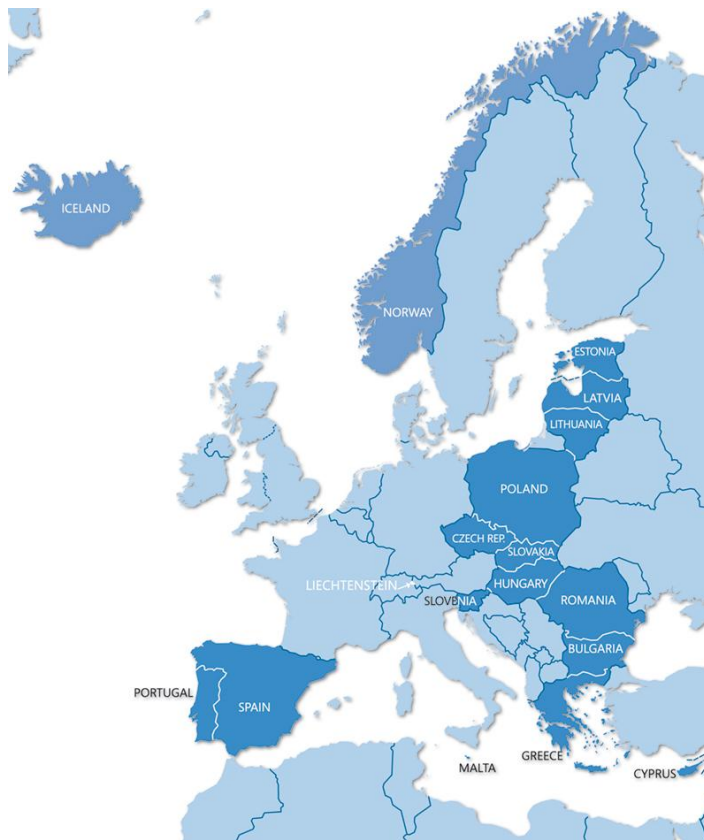 ICELAND
NORWAY
ESTONIA
LATVIA
LITHUANIA
POLAND
CZECH REP.
SLOVAKIA
LIECHTENSTEIN
HUNGARY
SLOVENIA
ROMANIA
BULGARIA
PORTUGAL
SPAIN
GREECE
MALTA
CYPRUS